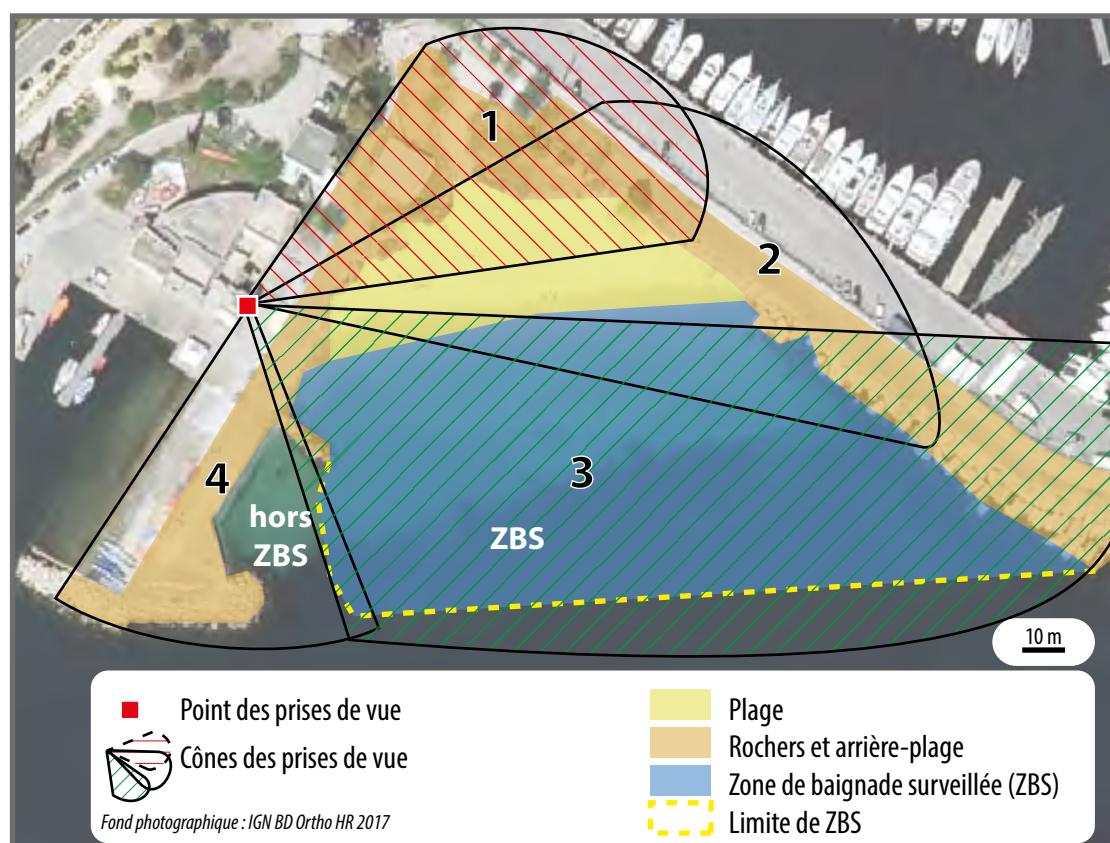 1
2
3
4
hors
ZBS
ZBS
10 m
Point des prises de vue
Cônes des prises de vue
Fond photographique : IGN BD Ortho HR 2017
Plage
Rochers et arrière-plage
Zone de baignade surveillée (ZBS)
Limite de ZBS